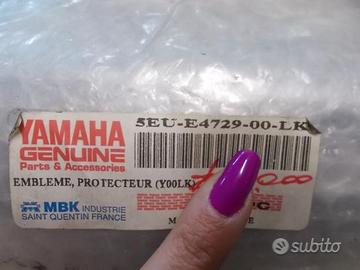 YAMAHA
GENUINE
Parts & Accessories
5EU-E4729-00-LK
EMBLEME, PROTECTEUR (Y00LK)
MBK INDUSTRIE
SAINT QUENTIN FRANCE
subito